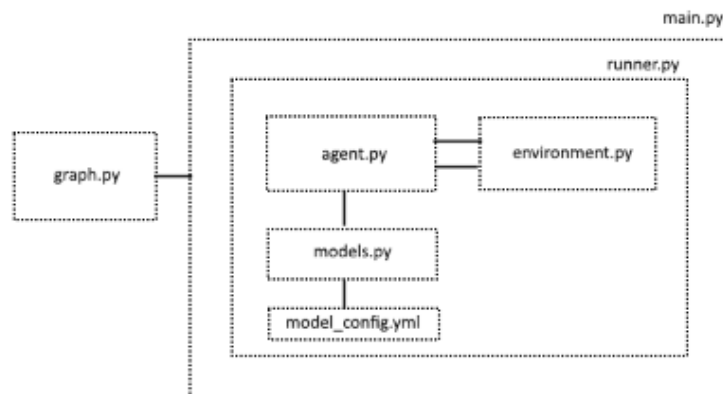 main.py
runner.py
agent.py
environment.py
graph.py
models.py
model_config.yml